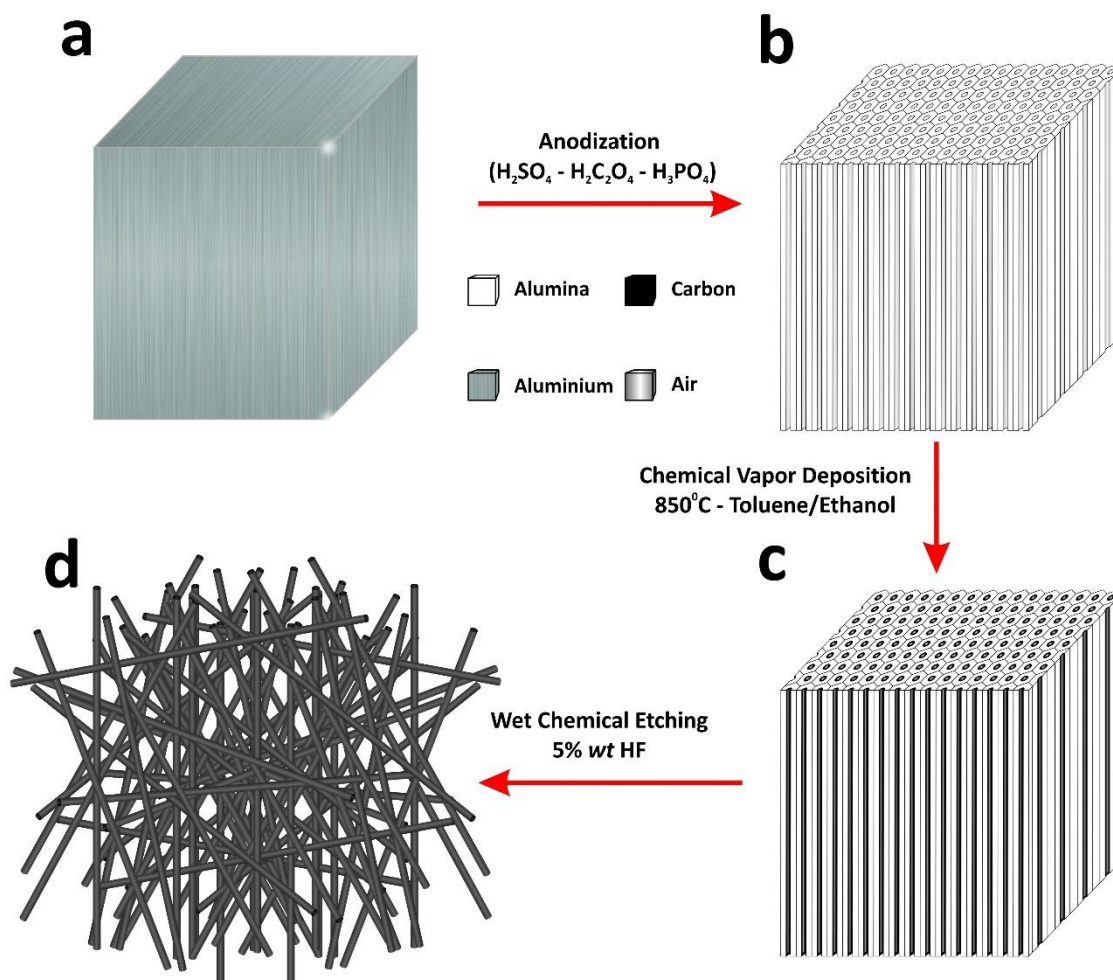 a
b
Anodization
(H₂SO₄ - H₂C₂O₄ - H₃PO₄)
Alumina Carbon
Aluminium Air
Chemical Vapor Deposition
850⁰C - Toluene/Ethanol
d
c
Wet Chemical Etching
5% wt HF